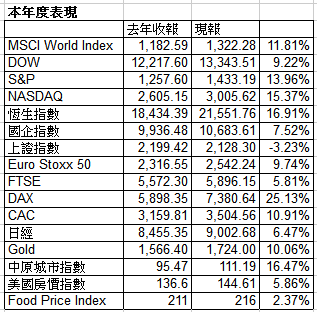 本年度表現
去年收報 現報
MSCI World Index 1,182.59 1,322.28 11.81%
DOW 12,217.60 13,343.51 9.22%
S&P 1,257.60 1,433.19 13.96%
NASDAQ 2,605.15 3,005.62 15.37%
恆生指數 18,434.39 21,551.76 16.91%
國企指數 9,936.48 10,683.61 7.52%
上證指數 2,199.42 2,128.30 -3.23%
Euro Stoxx 50 2,316.55 2,542.24 9.74%
FTSE 5,572.30 5,896.15 5.81%
DAX 5,898.35 7,380.64 25.13%
CAC 3,159.81 3,504.56 10.91%
日經 8,455.35 9,002.68 6.47%
Gold 1,566.40 1,724.00 10.06%
中原城市指數 95.47 111.19 16.47%
美國房價指數 136.6 144.61 5.86%
Food Price Index 211 216 2.37%